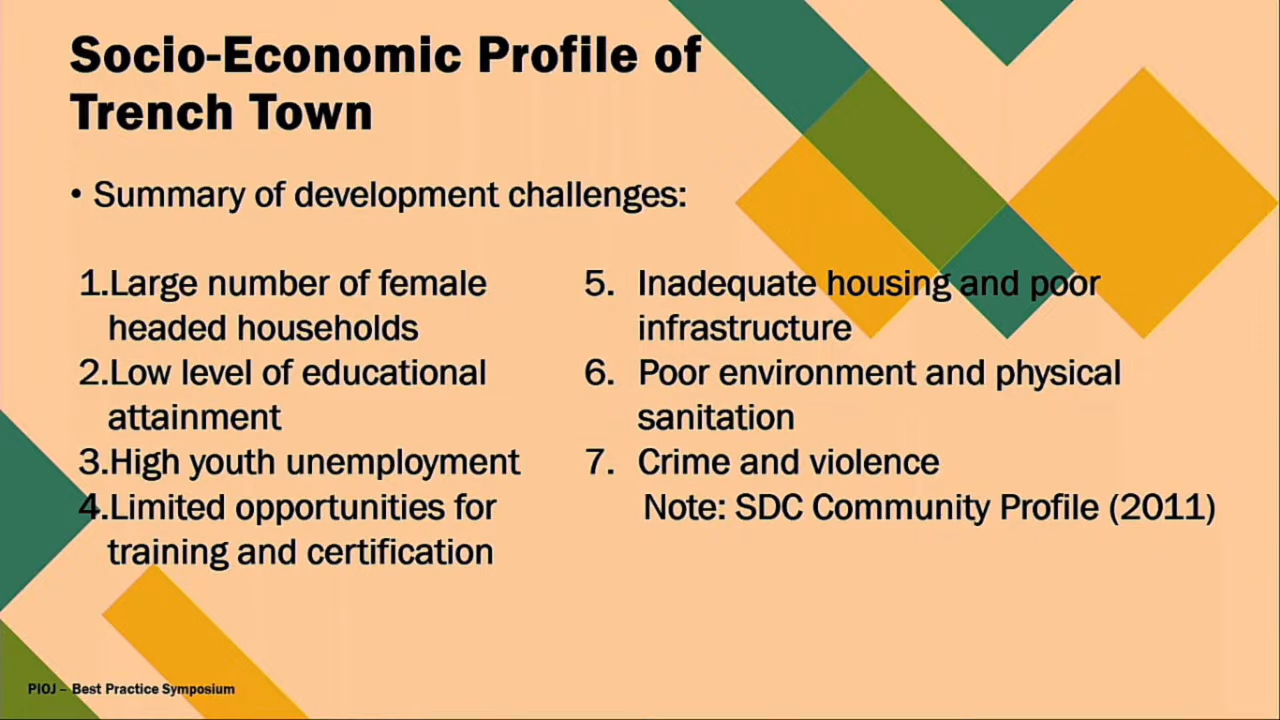 Socio-Economic Profile of
Trench Town
• Summary of development challenges:
1.Large number of female
headed households
2.Low level of educational
attainment
3.High youth unemployment
4.Limited opportunities for
training and certification
5. Inadequate housing and poor
infrastructure
6. Poor environment and physical
sanitation
7. Crime and violence
Note: SDC Community Profile (2011)
PIOJ – Best Practice Symposium